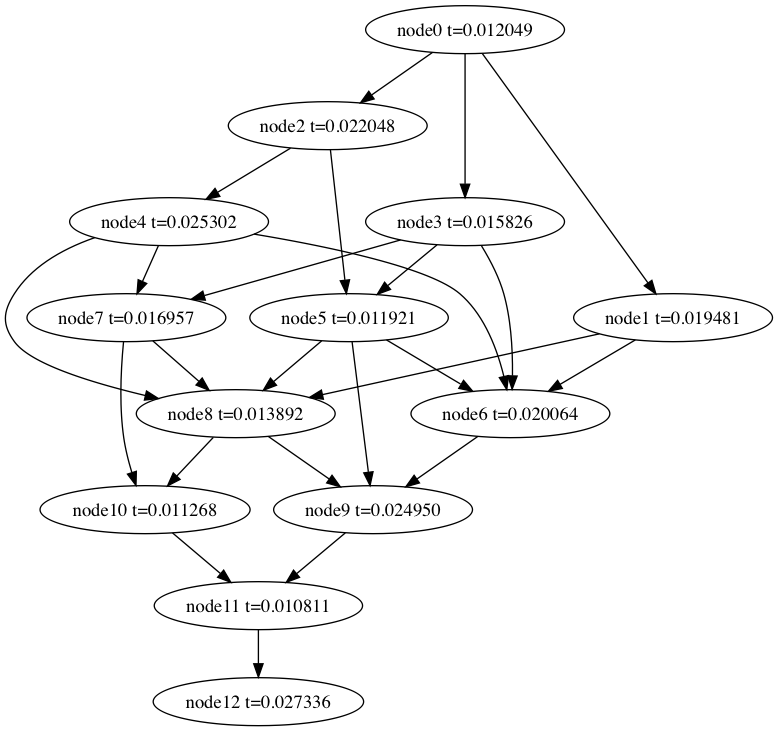 node0 t=0.012049
node2 t=0.022048
node4 t=0.025302
node3 t=0.015826
node7 t=0.016957
node5 t=0.011921
node1 t=0.019481
node8 t=0.013892
node6 t=0.020064
node10 t=0.011268
node9 t=0.024950
node11 t=0.010811
node12 t=0.027336